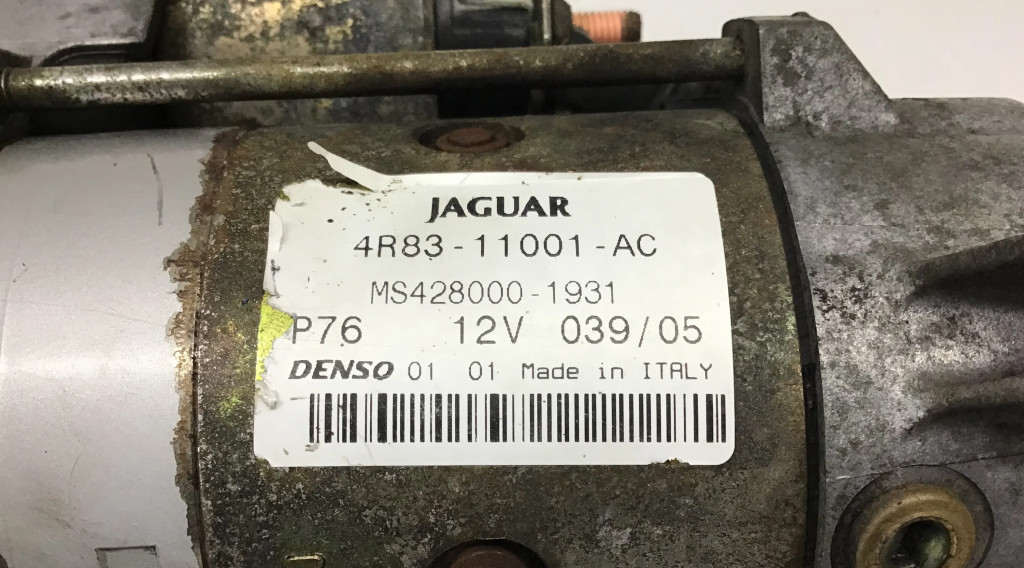 JAGUAR
4R83-11001-AC
MS428000-1931
P76 12V 039/05
DENSO 01 01 Made in ITALY